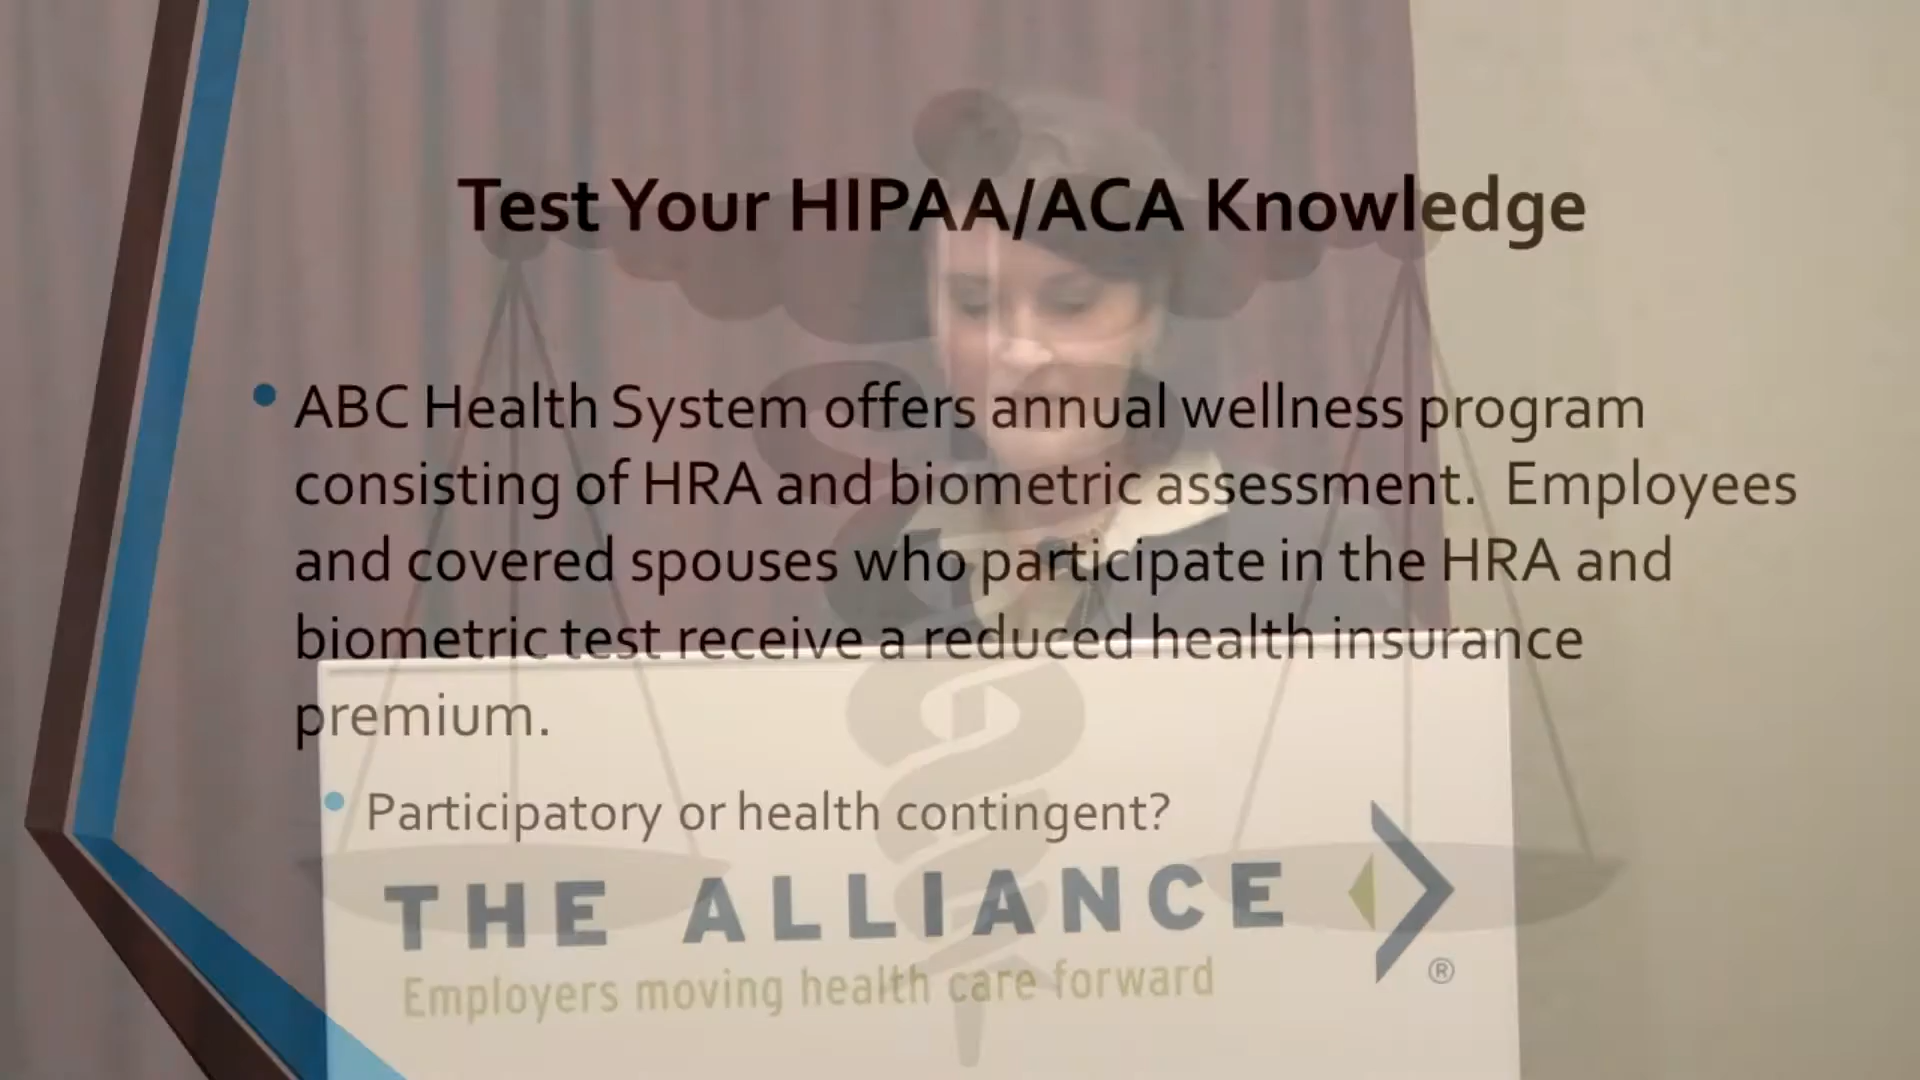 Test Your HIPAA/ACA Knowledge
• ABC Health System offers annual wellness program
consisting of HRA and biometric assessment. Employees
and covered spouses who participate in the HRA and
biometric test receive a reduced health insurance
premium.
• Participatory or health contingent?
THE ALLIANCE
®
Employers moving health care forward